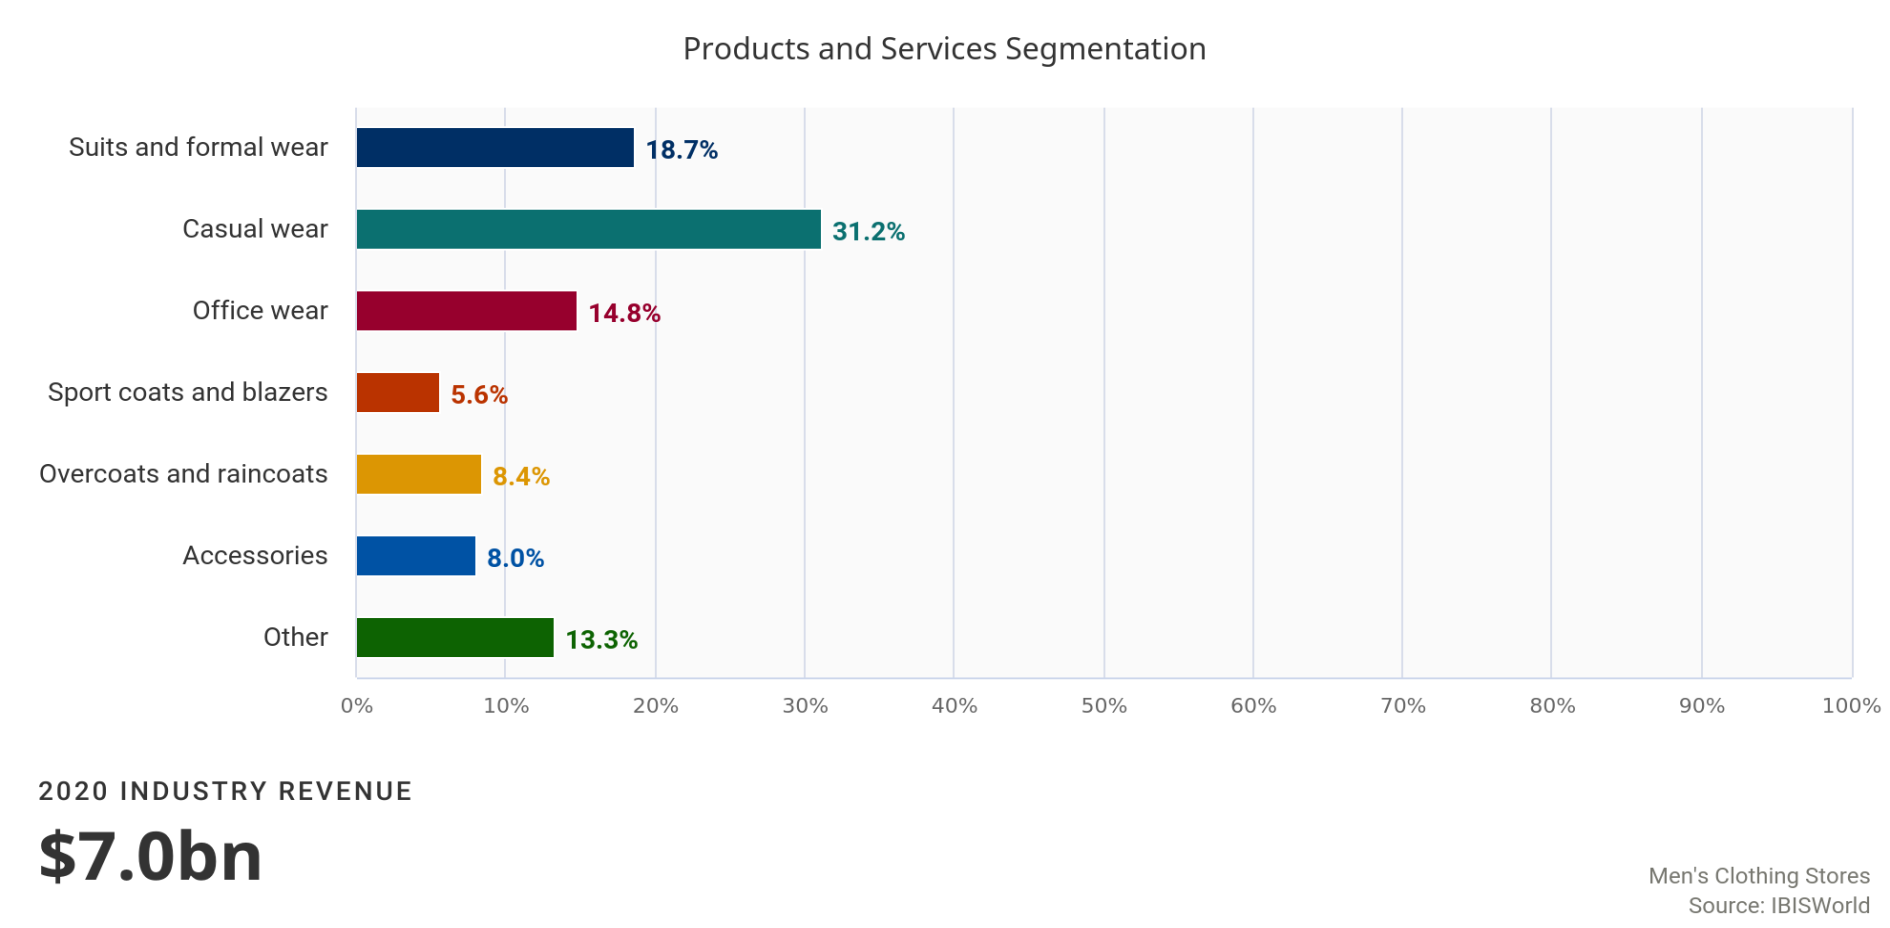 Products and Services Segmentation
Suits and formal wear 18.7%
Casual wear 31.2%
Office wear 14.8%
Sport coats and blazers 5.6%
Overcoats and raincoats 8.4%
Accessories 8.0%
Other 13.3%
0% 10% 20% 30% 40% 50% 60% 70% 80% 90% 100%
2020 INDUSTRY REVENUE
$7.0bn
Men's Clothing Stores
Source: IBISWorld